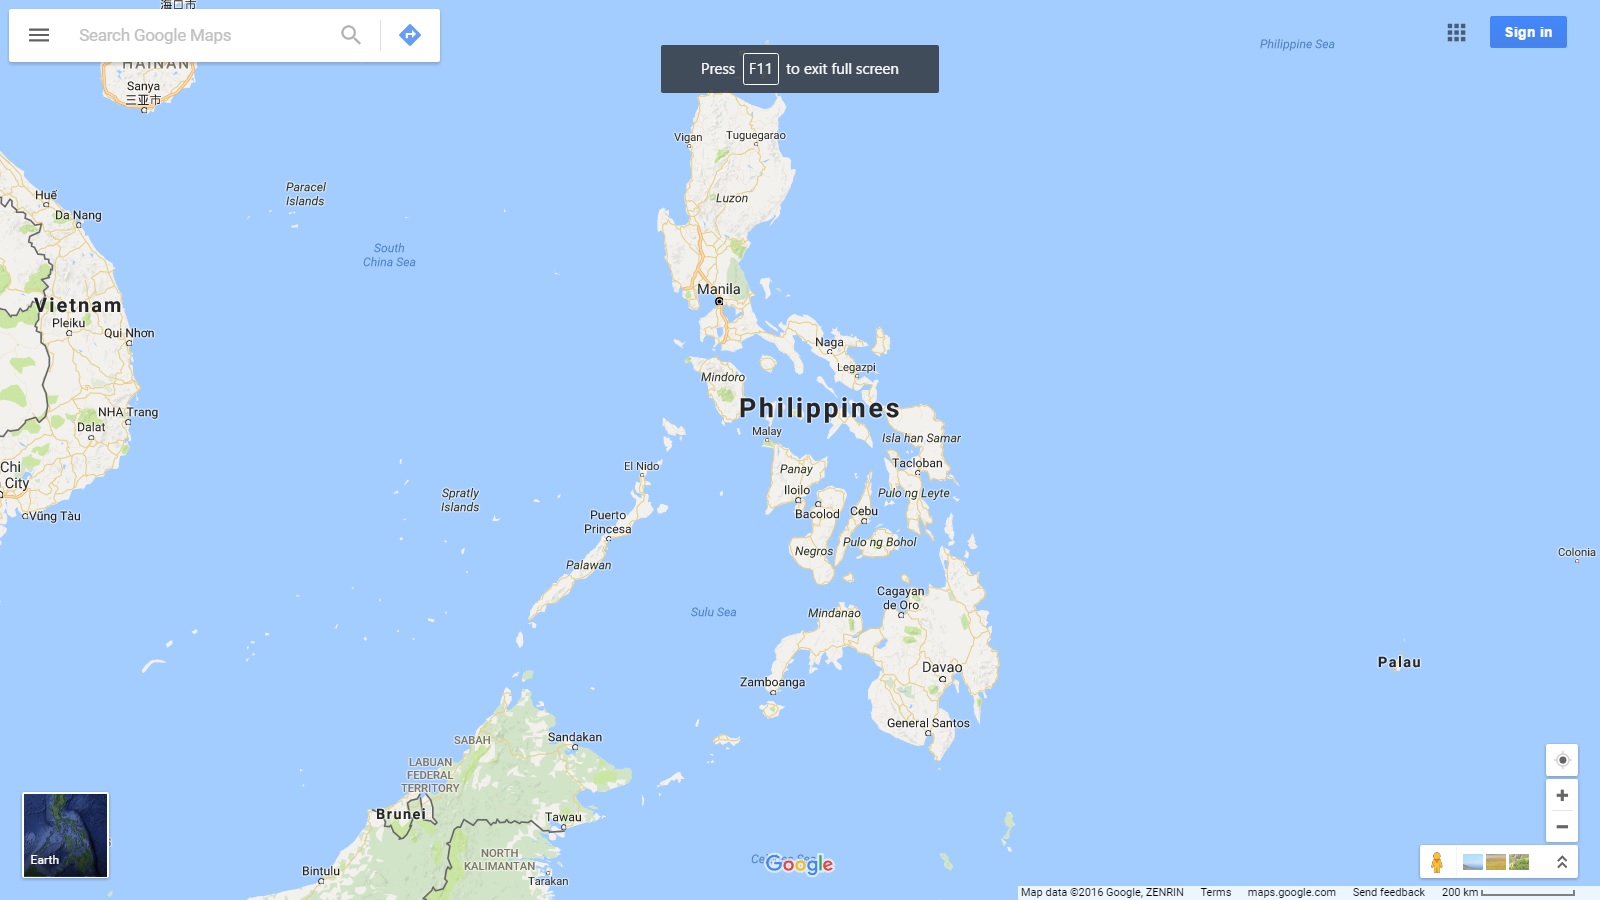 海口市
Search Google Maps
Sign in
Philippine Sea
HAINAN
Press F11 to exit full screen
Sanya
三亚市
Vigan
Tuguegarao
Huế
Paracel
Islands
Luzon
Da Nang
South
China Sea
Manila
Vietnam
Pleiku
Qui Nhơn
Naga
Legazpi
Mindoro
Philippines
NHA Trang
Dalat
Malay
Isla han Samar
Chi
City
El Nido
Panay
Tacloban
Spratly
Islands
Iloilo
Pulo ng Leyte
Bacolod
Cebu
Vũng Tàu
Puerto
Princesa
Pulo ng Bohol
Negros
Colonia
Palawan
Cagayan
de Oro
Sulu Sea
Mindanao
Davao
Palau
Zamboanga
General Santos
SABAH
Sandakan
LABUAN
FEDERAL
TERRITORY
Brunei
Tawau
Earth
NORTH
KALIMANTAN
Google
Bintulu
Tarakan
Map data ©2016 Google, ZENRIN Terms maps.google.com Send feedback 200 km